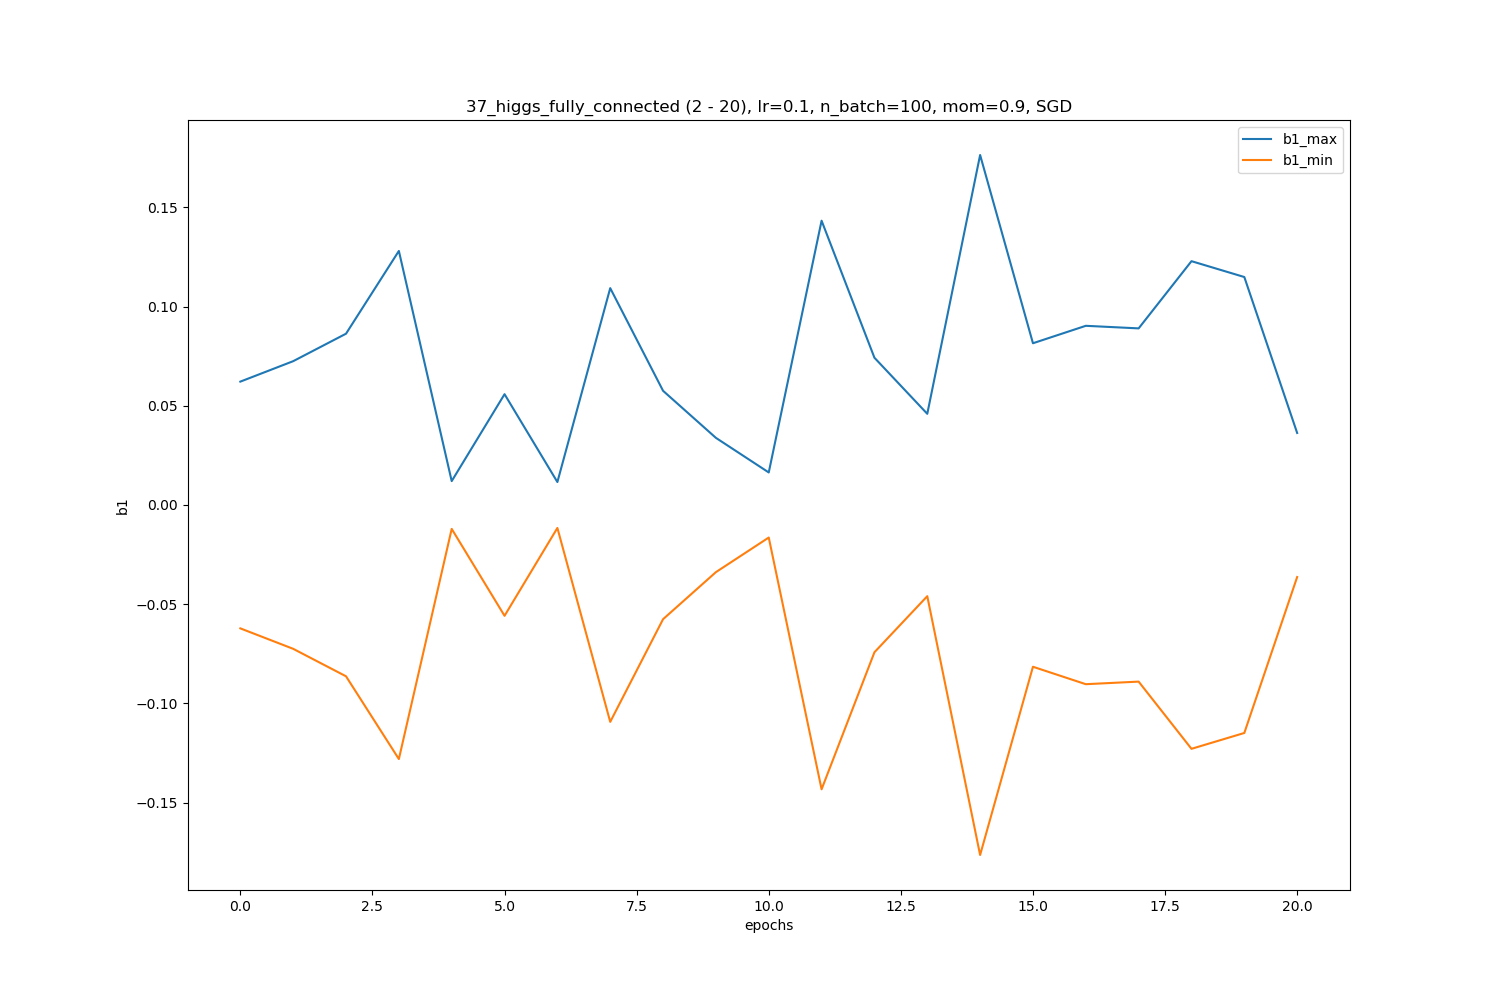 37_higgs_fully_connected (2 - 20), lr=0.1, n_batch=100, mom=0.9, SGD
b1_max
b1_min
0.15
0.10
0.05
0.00
−0.05
−0.10
−0.15
b1
0.0 2.5 5.0 7.5 10.0 12.5 15.0 17.5 20.0
epochs